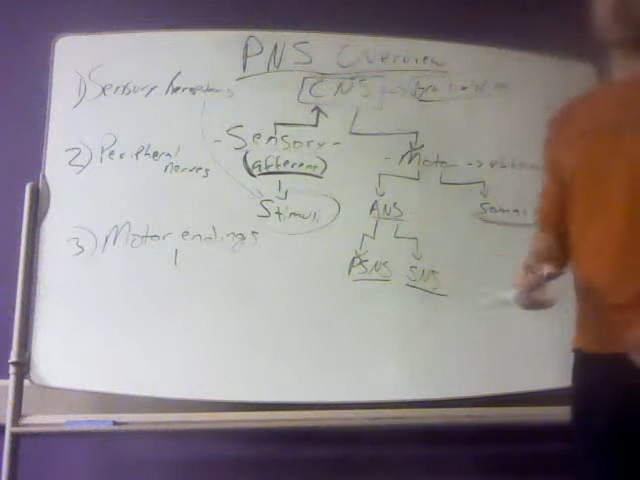 PNS Overview
1) Sensory Receptors
CNS
- Sensory -
(afferent)
2) Peripheral
nerves
- Motor ->
Stimuli
ANS
3) Motor endings
PSNS SNS